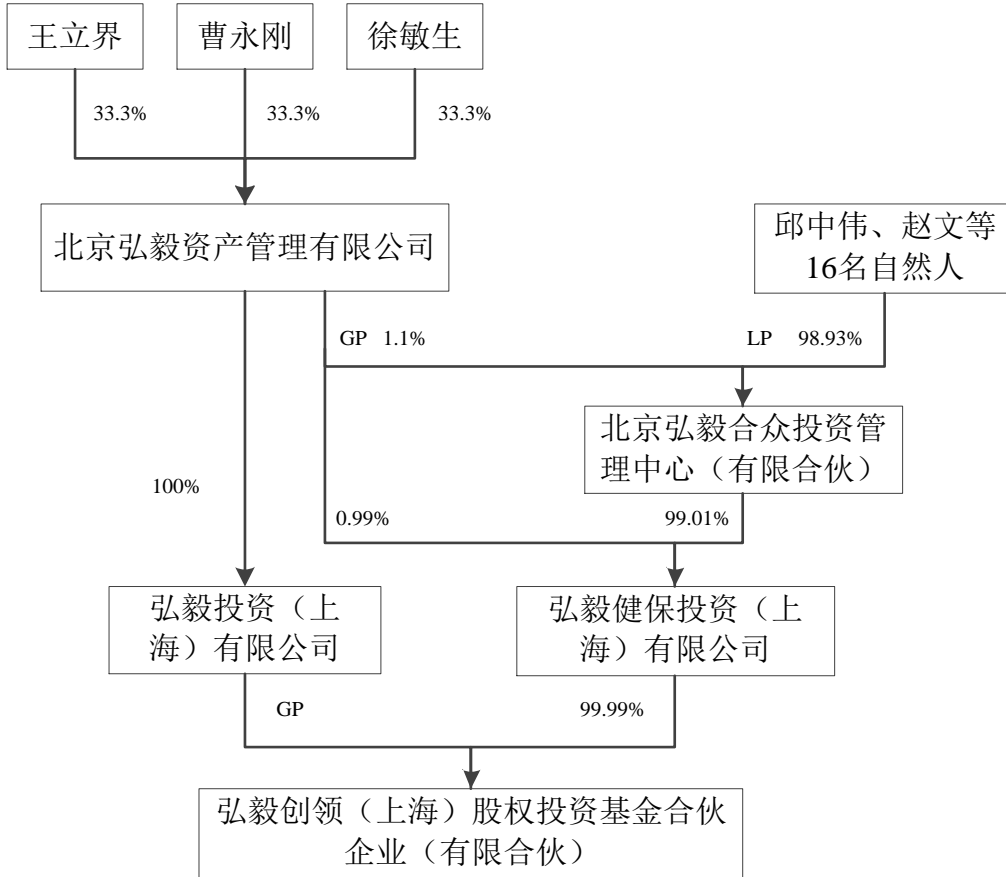 王立界
曹永刚
徐敏生
33.3%
33.3%
33.3%
北京弘毅资产管理有限公司
邱中伟、赵文等
16名自然人
GP 1.1%
LP 98.93%
北京弘毅合众投资管
理中心（有限合伙）
100%
0.99%
99.01%
弘毅投资（上
海）有限公司
弘毅健保投资（上
海）有限公司
GP
99.99%
弘毅创领（上海）股权投资基金合伙
企业（有限合伙）